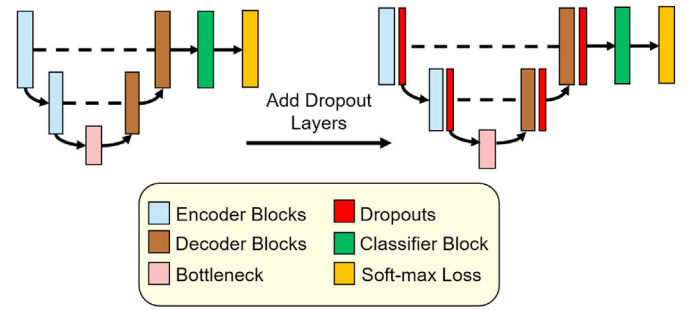 Add Dropout
Layers
Encoder Blocks
Dropouts
Decoder Blocks
Classifier Block
Bottleneck
Soft-max Loss